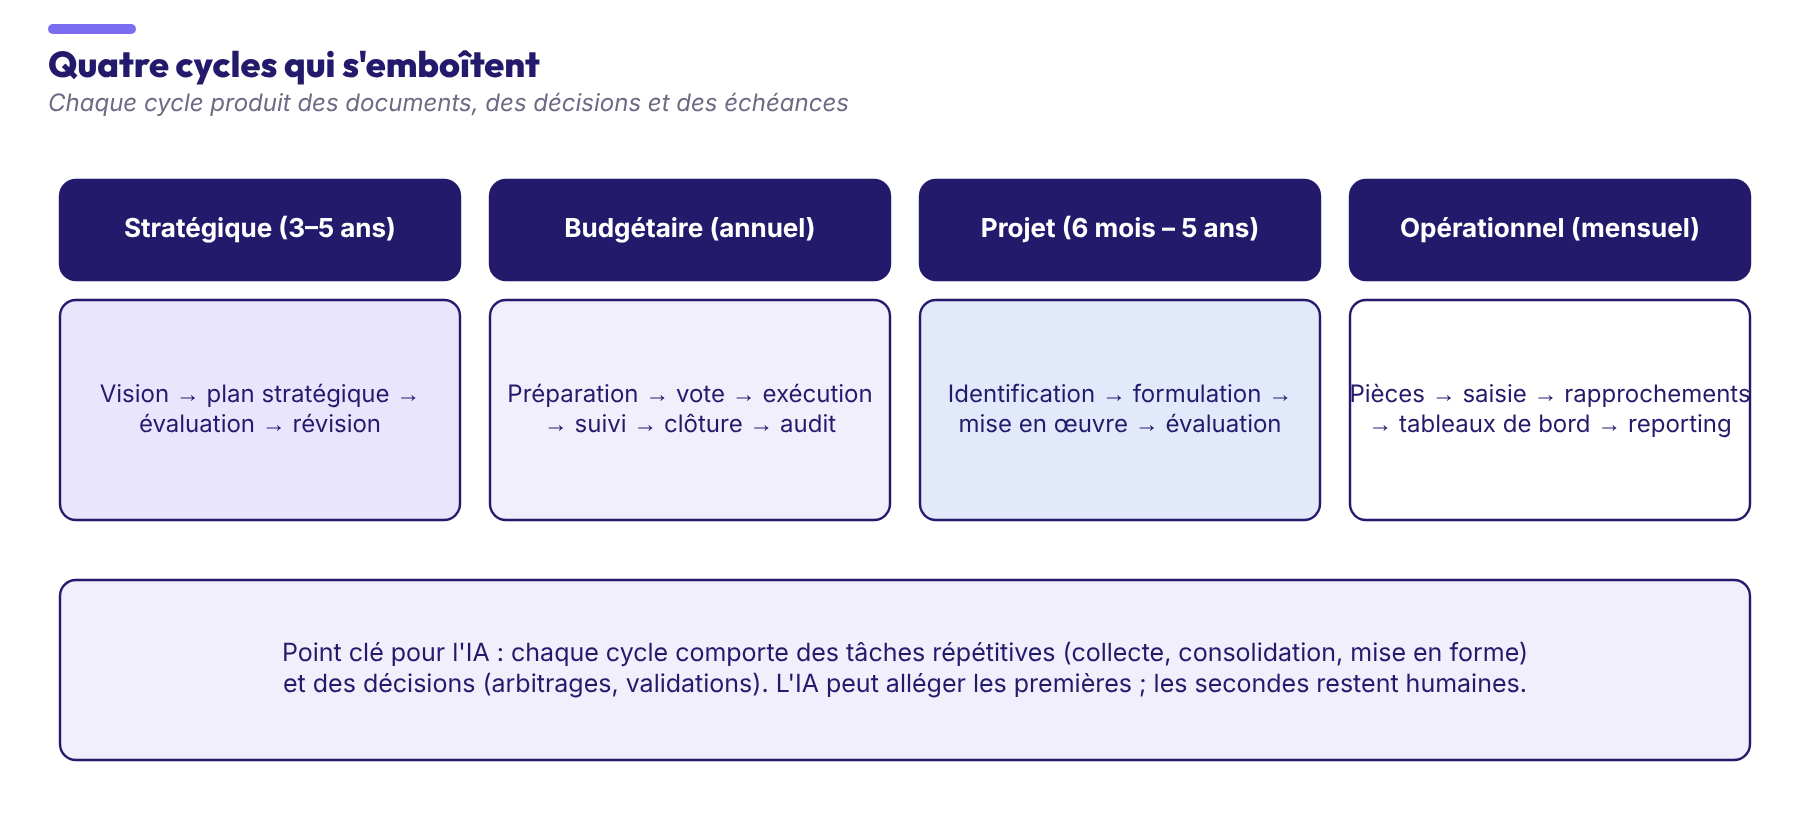 Quatre cycles qui s'emboîtent
Chaque cycle produit des documents, des décisions et des échéances
Stratégique (3–5 ans)
Vision → plan stratégique →
évaluation → révision
Budgétaire (annuel)
Préparation → vote → exécution
→ suivi → clôture → audit
Projet (6 mois – 5 ans)
Identification → formulation →
mise en œuvre → évaluation
Opérationnel (mensuel)
Pièces → saisie → rapprochements
→ tableaux de bord → reporting
Point clé pour l'IA : chaque cycle comporte des tâches répétitives (collecte, consolidation, mise en forme)
et des décisions (arbitrages, validations). L'IA peut alléger les premières ; les secondes restent humaines.